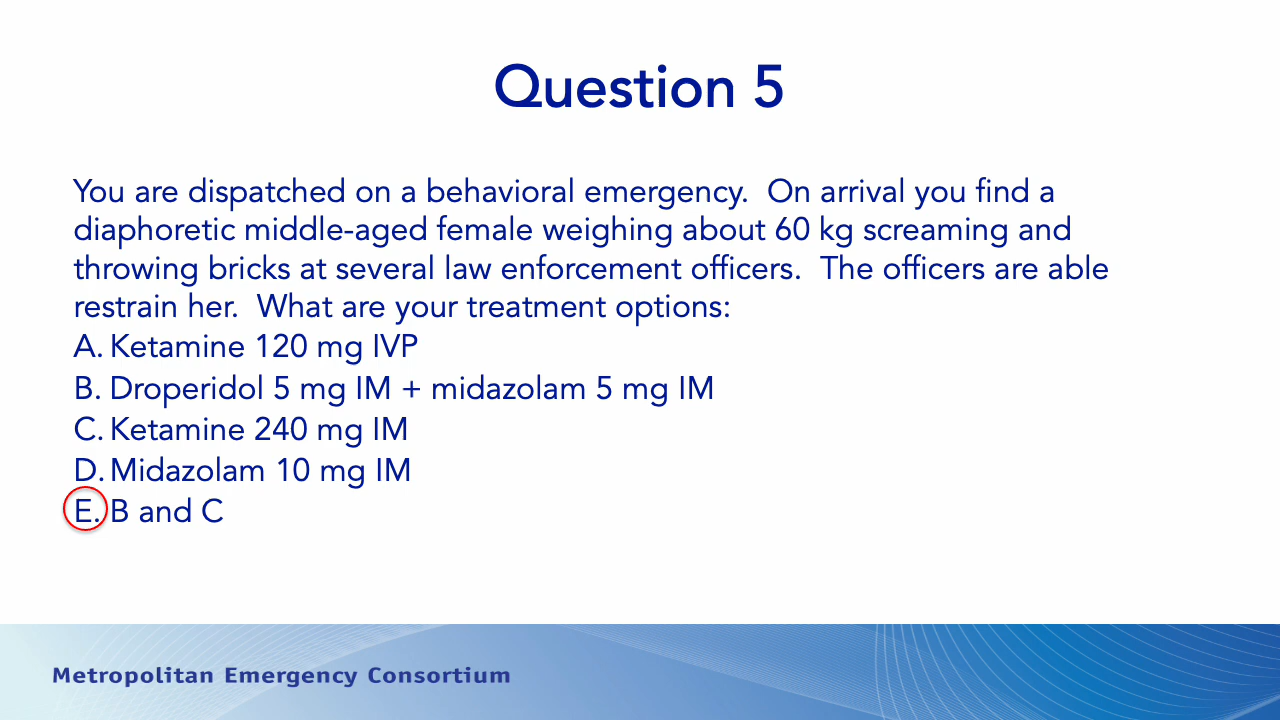 Question 5
You are dispatched on a behavioral emergency.  On arrival you find a
diaphoretic middle-aged female weighing about 60 kg screaming and
throwing bricks at several law enforcement officers.  The officers are able
restrain her.  What are your treatment options:
A. Ketamine 120 mg IVP
B. Droperidol 5 mg IM + midazolam 5 mg IM
C. Ketamine 240 mg IM
D. Midazolam 10 mg IM
E. B and C
Metropolitan Emergency Consortium